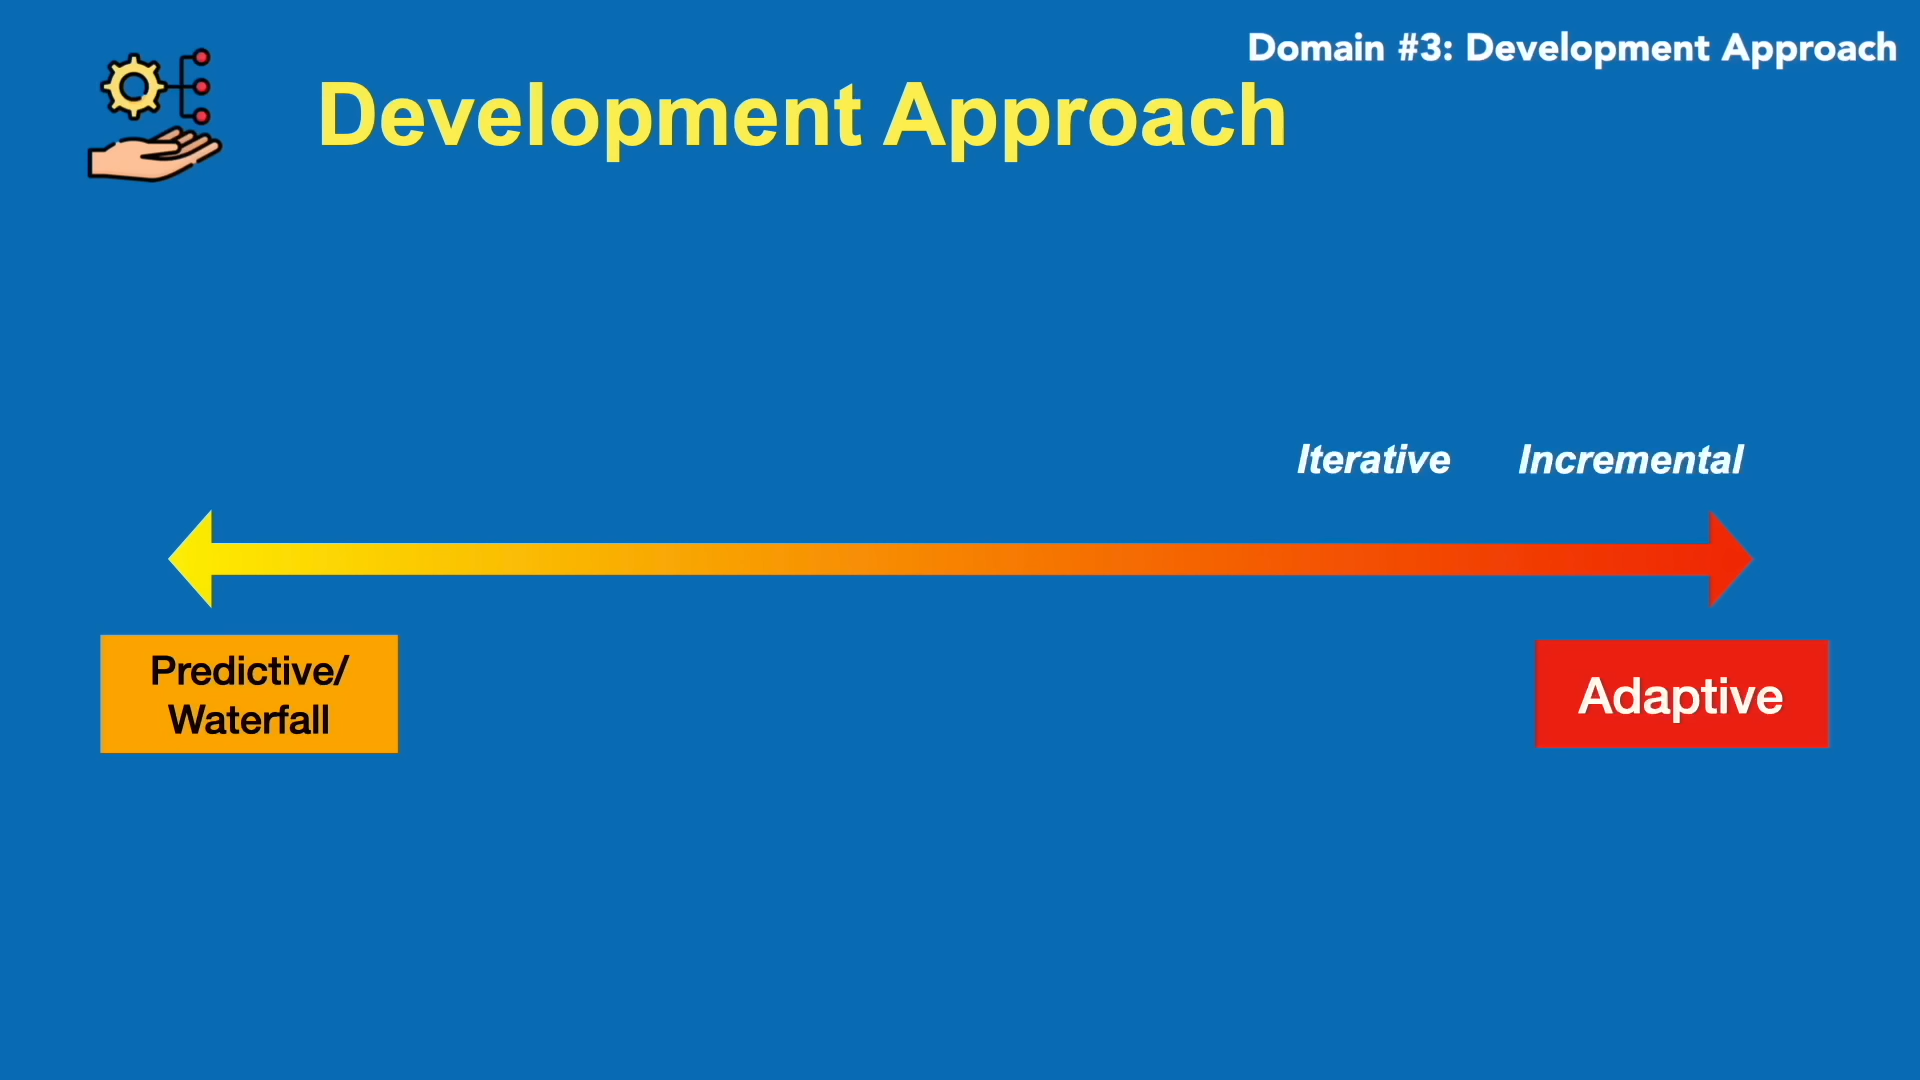 Domain #3: Development Approach
Development Approach
Iterative Incremental
Predictive/
Waterfall
Adaptive